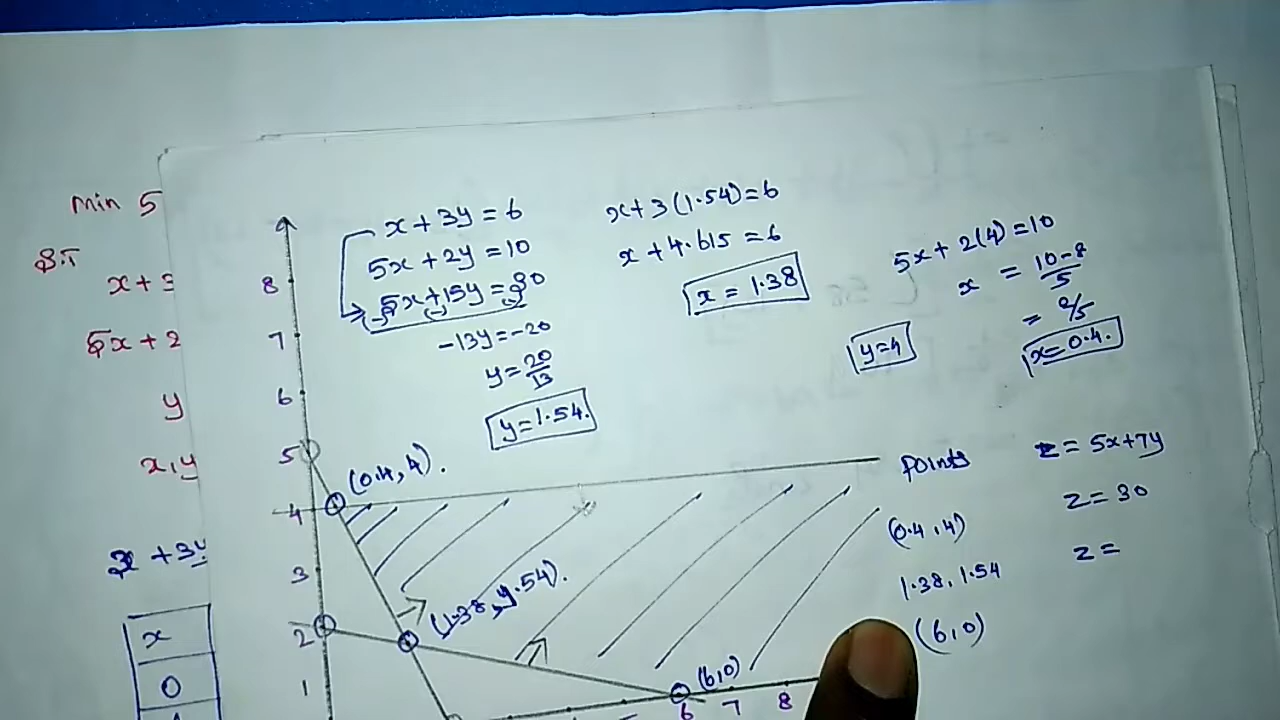 min 5
S.T
x+3
5x+2
y
x,y
x+3y
x
0
x+3y=6
5x+2y=10
5x+15y=30
(-) (-) (-)
-13y=-20
y=20/13
y=1.54.
x+3(1.54)=6
x+4.615=6
x=1.38
5x+2(4)=10
x = 10-8/5
= 2/5
y=4
x=0.4.
8
7
6
5
4
3
2
1
(0.4,4).
(1.38, 1.54).
(6,0)
6 7 8
Points
(0.4,4)
1.38, 1.54
(6,0)
z=5x+7y
z=30
z=